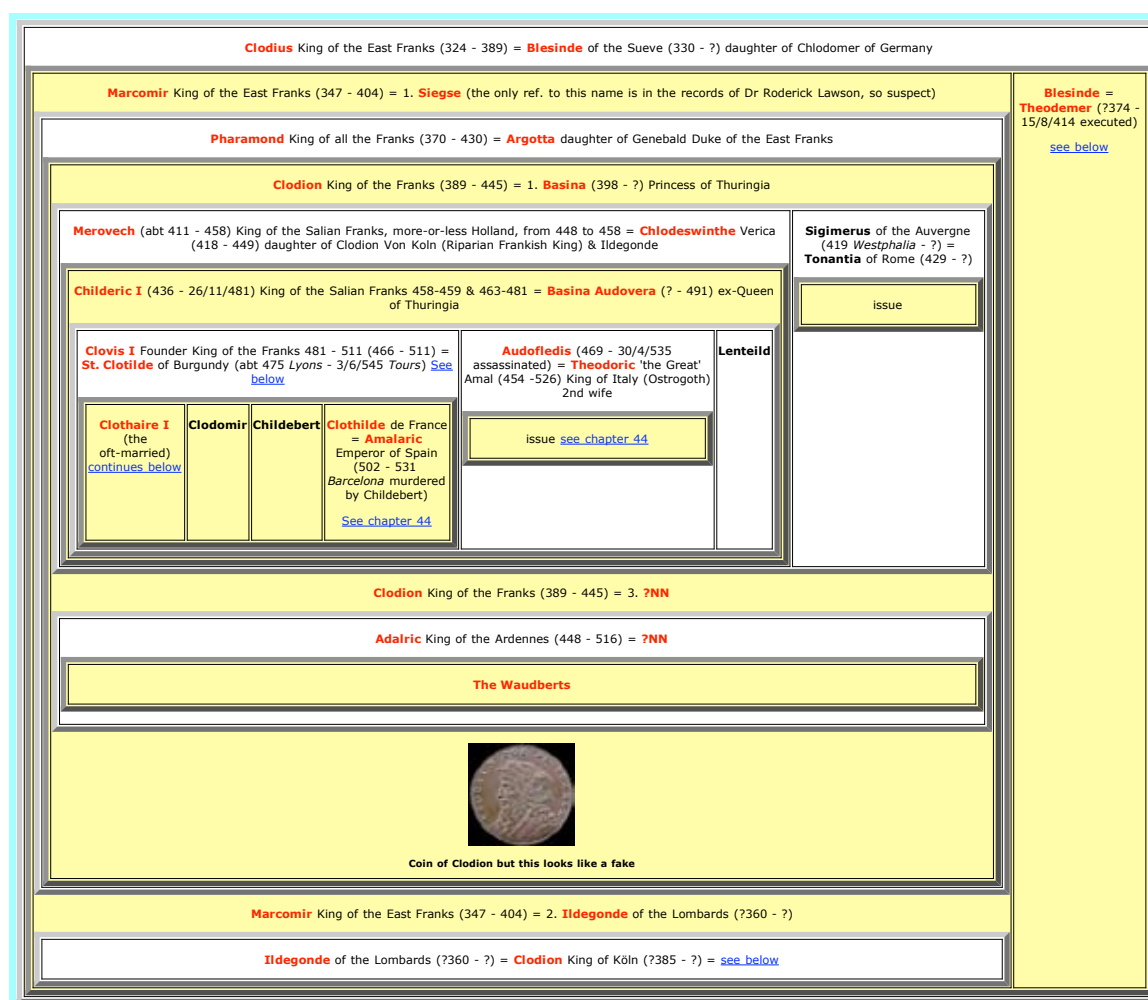 Clodius King of the East Franks (324 - 389) = Blesinde of the Sueve (330 - ?) daughter of Chlodomer of Germany
Marcomir King of the East Franks (347 - 404) = 1. Siegse (the only ref. to this name is in the records of Dr Roderick Lawson, so suspect)
Blesinde =
Theodemer (?374 -
15/8/414 executed)
see below
Pharamond King of all the Franks (370 - 430) = Argotta daughter of Genebald Duke of the East Franks
Clodion King of the Franks (389 - 445) = 1. Basina (398 - ?) Princess of Thuringia
Merovech (abt 411 - 458) King of the Salian Franks, more-or-less Holland, from 448 to 458 = Chlodeswinthe Verica
(418 - 449) daughter of Clodion Von Koln (Riparian Frankish King) & Ildegonde
Sigimerus of the Auvergne
(419 Westphalia - ?) =
Tonantia of Rome (429 - ?)
issue
Childeric I (436 - 26/11/481) King of the Salian Franks 458-459 & 463-481 = Basina Audovera (? - 491) ex-Queen
of Thuringia
Clovis I Founder King of the Franks 481 - 511 (466 - 511) =
St. Clotilde of Burgundy (abt 475 Lyons - 3/6/545 Tours) See
below
Audofledis (469 - 30/4/535
assassinated) = Theodoric 'the Great'
Amal (454 -526) King of Italy (Ostrogoth)
2nd wife
Lenteild
Clothaire I
(the
oft-married)
continues below
Clodomir
Childebert
Clothilde de France
= Amalaric
Emperor of Spain
(502 - 531
Barcelona murdered
by Childebert)
See chapter 44
issue see chapter 44
Clodion King of the Franks (389 - 445) = 3. ?NN
Adalric King of the Ardennes (448 - 516) = ?NN
The Waudberts
Coin of Clodion but this looks like a fake
Marcomir King of the East Franks (347 - 404) = 2. Ildegonde of the Lombards (?360 - ?)
Ildegonde of the Lombards (?360 - ?) = Clodion King of Köln (?385 - ?) = see below